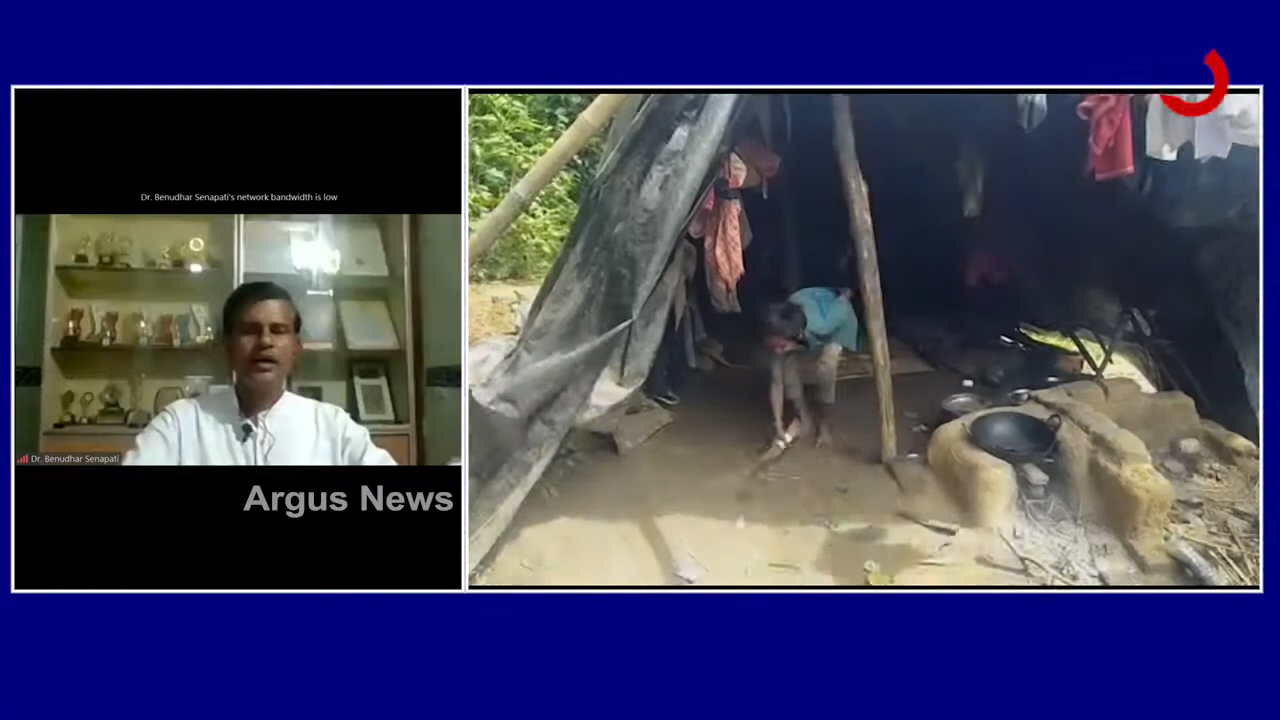 Dr. Benudhar Senapati's network bandwidth is low
Dr. Benudhar Senapati
Argus News